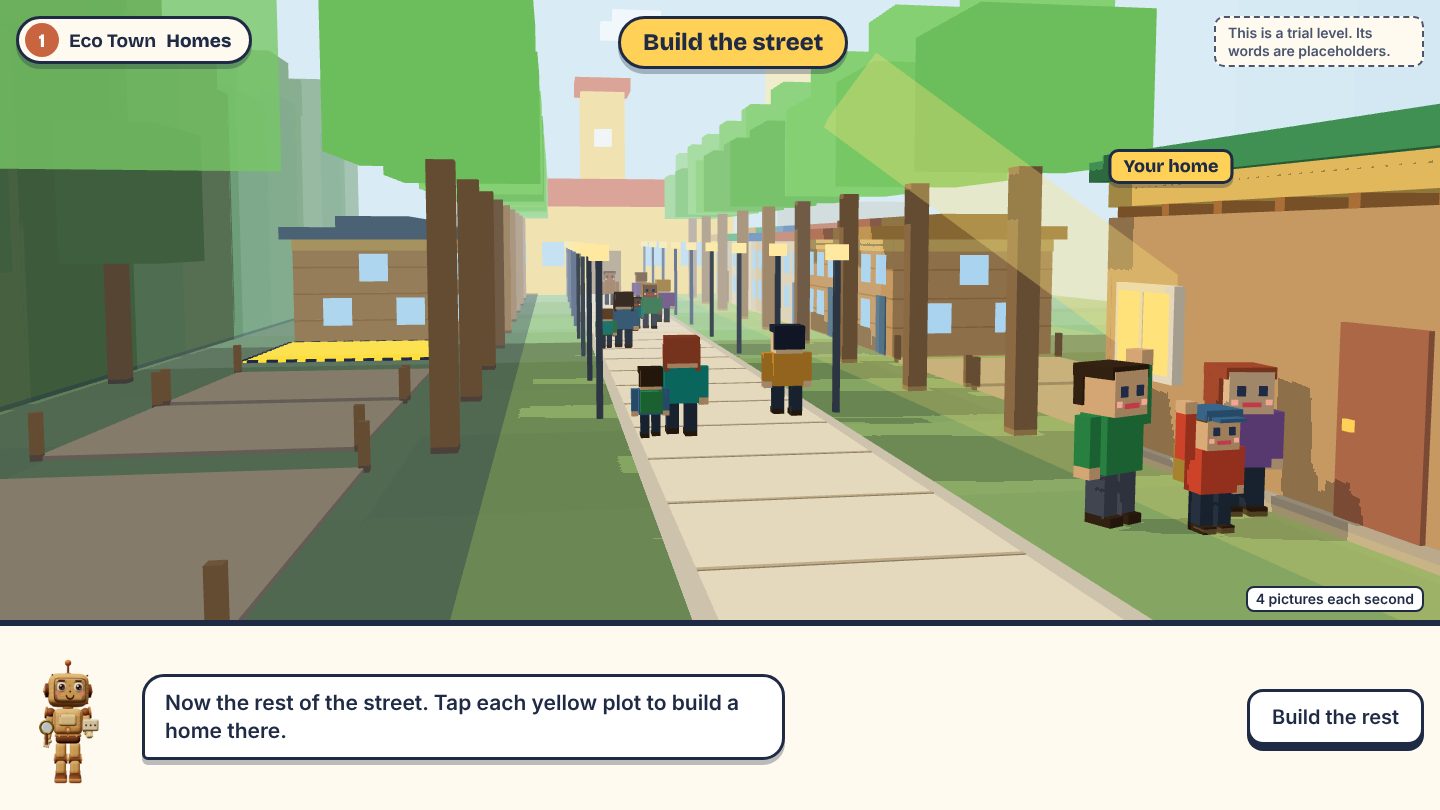 1 Eco Town Homes
Build the street
This is a trial level. Its
words are placeholders.
Your home
4 pictures each second
Now the rest of the street. Tap each yellow plot to build a
home there.
Build the rest